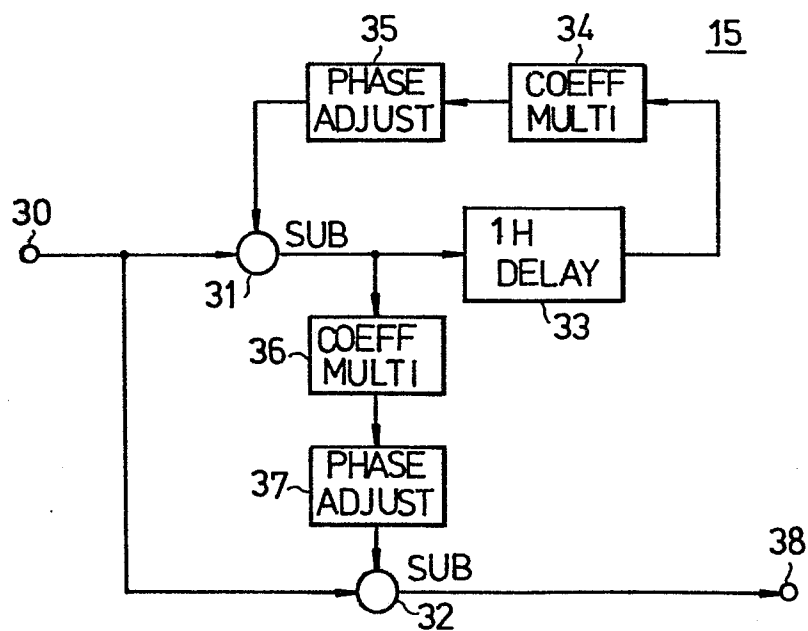 35
34
15
PHASE
ADJUST
COEFF
MULTI
30
SUB
1H
DELAY
31
33
36
COEFF
MULTI
37
PHASE
ADJUST
SUB
38
32